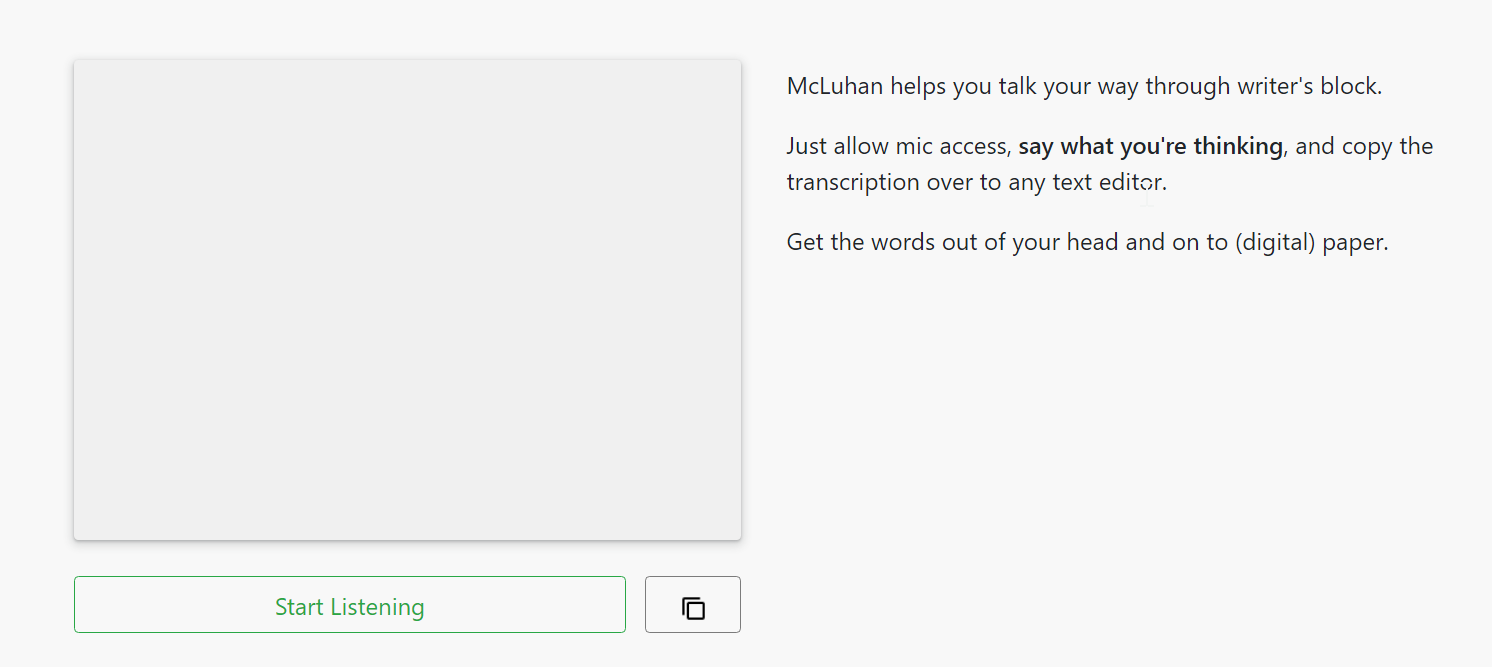 McLuhan helps you talk your way through writer's block.
Just allow mic access, say what you're thinking, and copy the
transcription over to any text editor.
Get the words out of your head and on to (digital) paper.
Start Listening